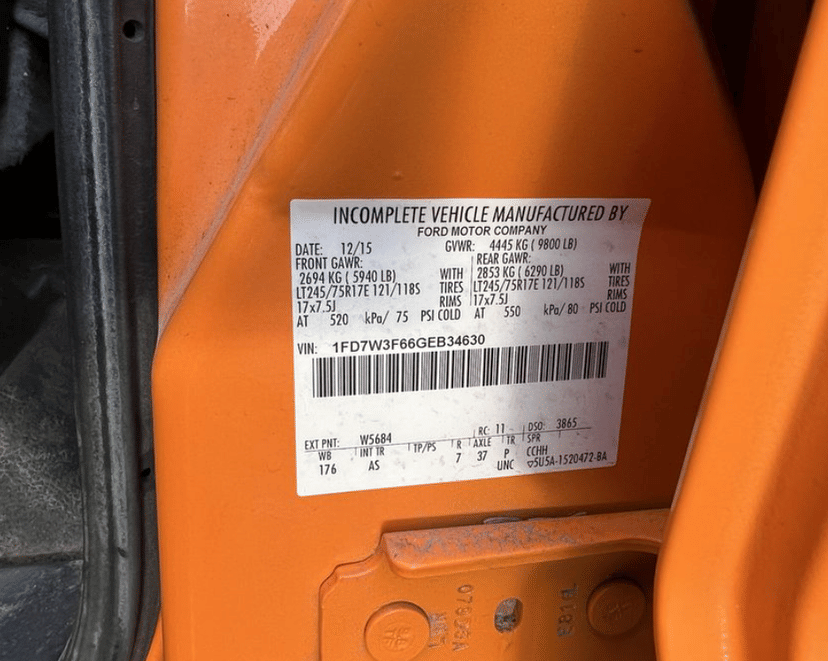 INCOMPLETE VEHICLE MANUFACTURED BY
FORD MOTOR COMPANY
DATE: 12/15 GVWR: 4445 KG ( 9800 LB)
FRONT GAWR: REAR GAWR:
2694 KG ( 5940 LB) WITH 2853 KG ( 6290 LB) WITH
LT245/75R17E 121/118S TIRES LT245/75R17E 121/118S TIRES
17x7.5J RIMS 17x7.5J RIMS
AT 520 kPa/ 75 PSI COLD AT 550 kPa/ 80 PSI COLD
VIN: 1FD7W3F66GEB34630
EXT PNT: W5684 RC: 11 DSO: 3865
WB INT TR TP/PS R AXLE TR SPR
176 AS 7 37 P CCHH
UNC ▽5U5A-1520472-BA